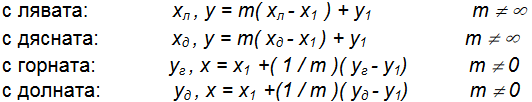 с лявата: xл , y = m( xл - x1 ) + y1 m ≠ ∞
с дясната: xд , y = m( xд - x1 ) + y1 m ≠ ∞
с горната: yг , x = x1 +( 1 / m )( yг - y1) m ≠ 0
с долната: yд , x = x1 +(1 / m )( yд - y1) m ≠ 0